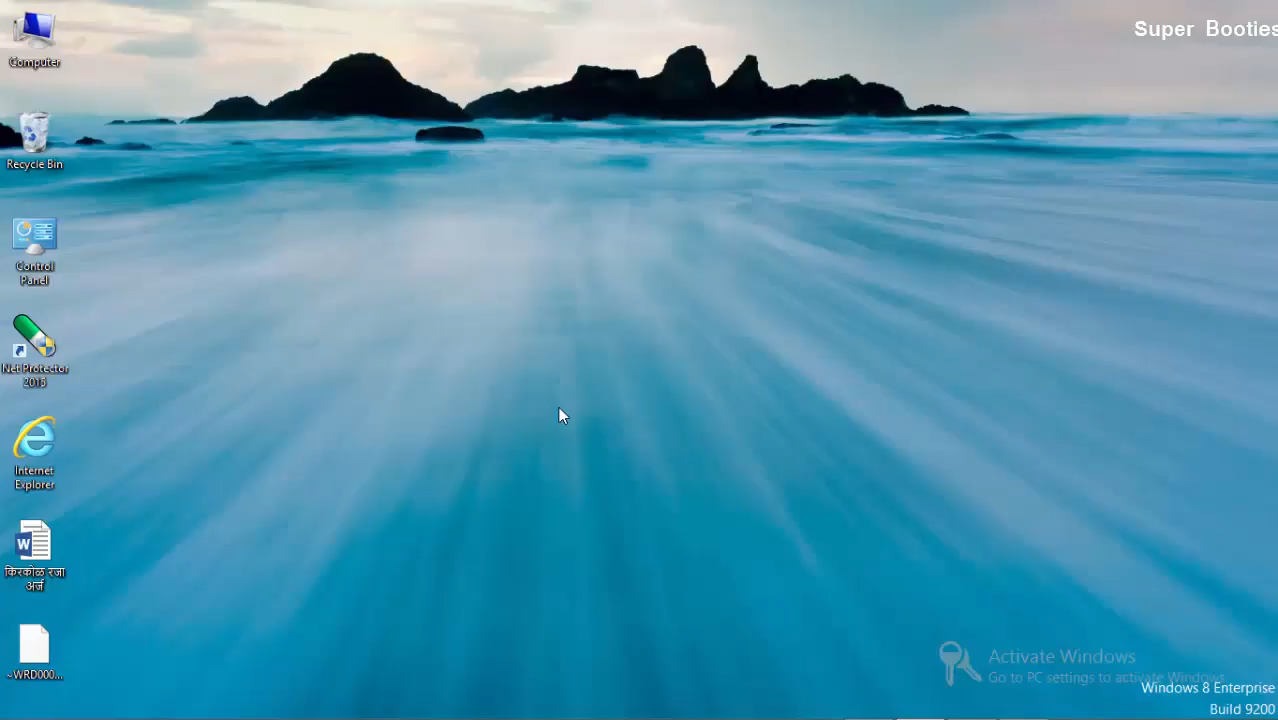 Super Booties
Computer
Recycle Bin
Control
Panel
Net Protector
2015
Internet
Explorer
किरकोळ रजा
अर्ज
~WRD000...
Activate Windows
Go to PC settings to activate Windows.
Windows 8 Enterprise
Build 9200